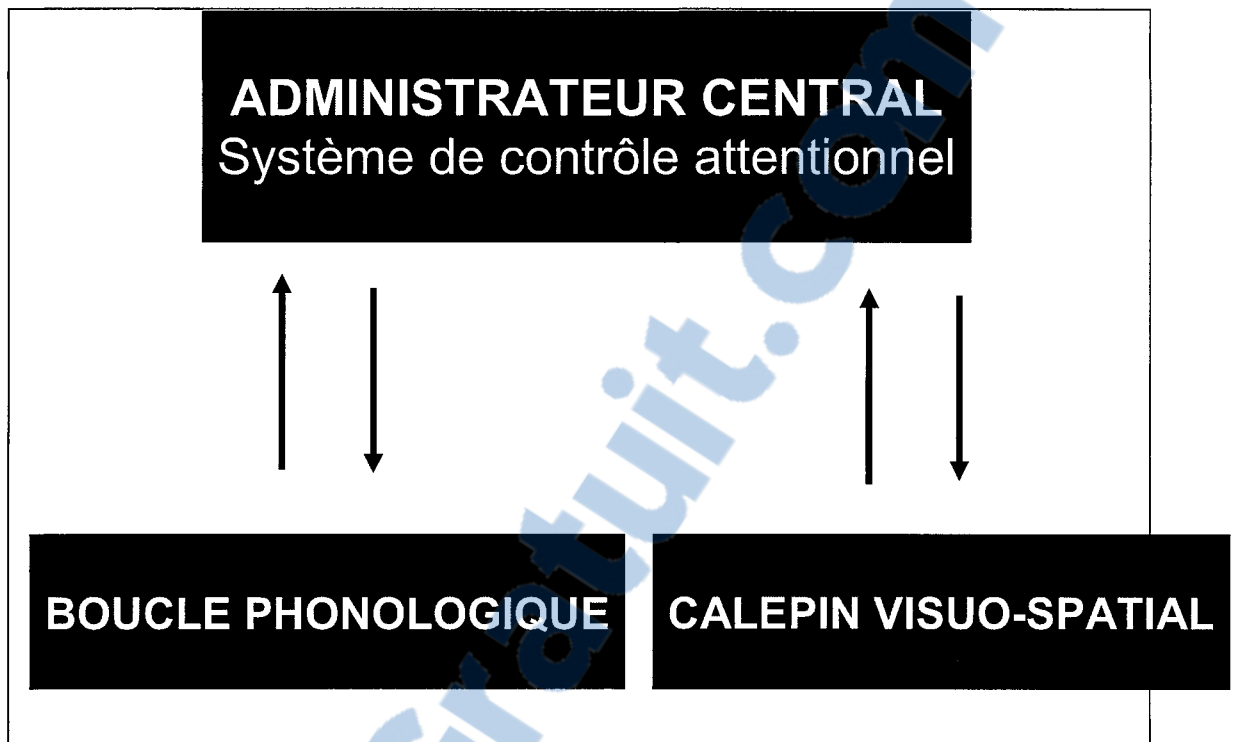 ADMINISTRATEUR CENTRAL
Système de contrôle attentionnel
BOUCLE PHONOLOGIQUE
CALEPIN VISUO-SPATIAL